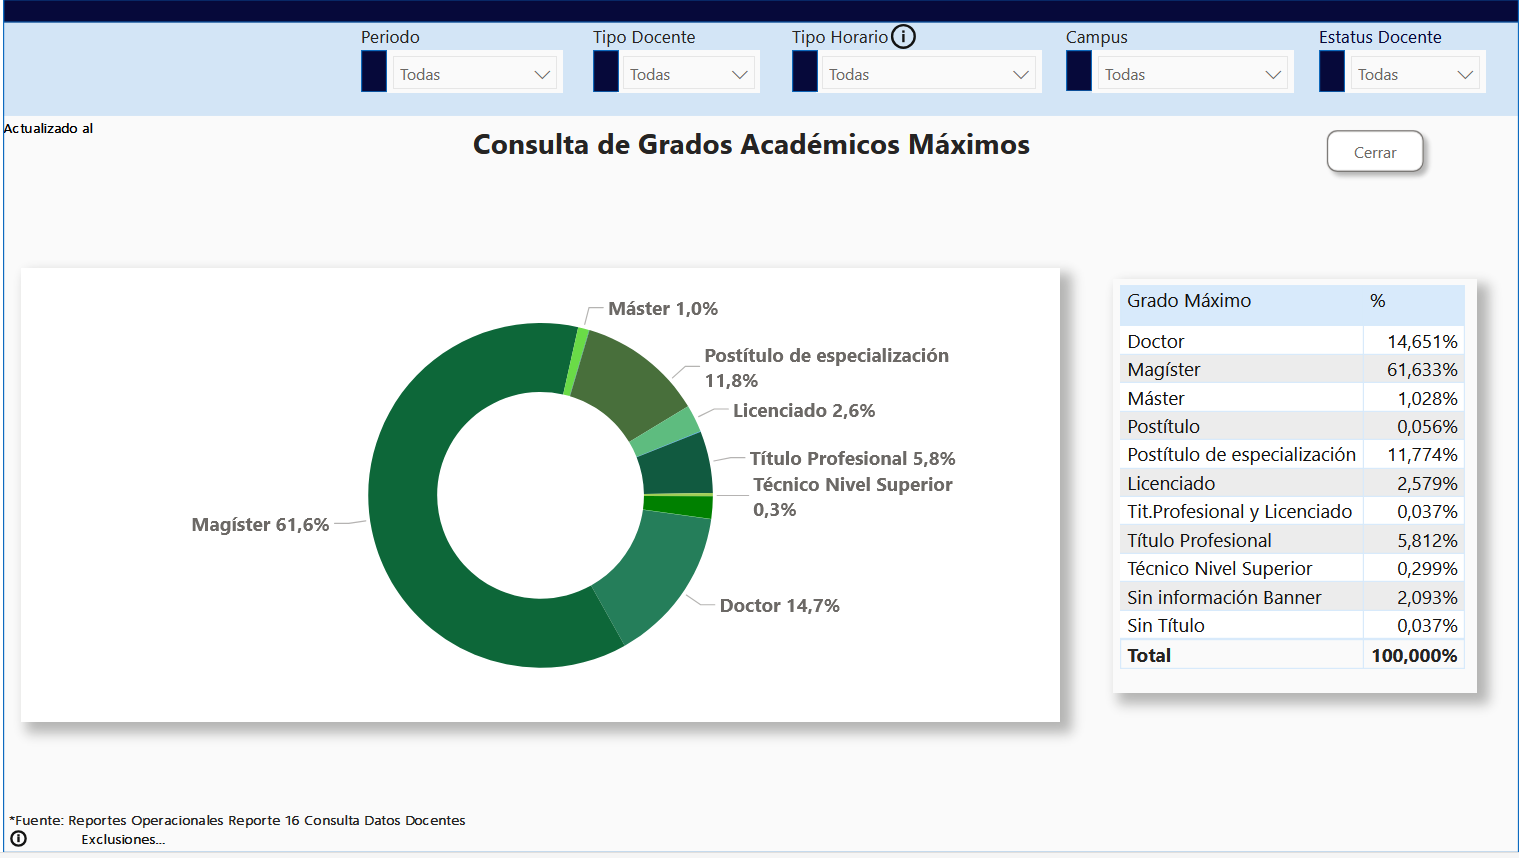 Periodo
Tipo Docente
Tipo Horario
Campus
Estatus Docente
Todas
Todas
Todas
Todas
Todas
Actualizado al
Consulta de Grados Académicos Máximos
Cerrar
Máster 1,0%
Postítulo de especialización
11,8%
Licenciado 2,6%
Título Profesional 5,8%
Técnico Nivel Superior
0,3%
Magíster 61,6%
Doctor 14,7%
Grado Máximo %
Doctor 14,651%
Magíster 61,633%
Máster 1,028%
Postítulo 0,056%
Postítulo de especialización 11,774%
Licenciado 2,579%
Tit.Profesional y Licenciado 0,037%
Título Profesional 5,812%
Técnico Nivel Superior 0,299%
Sin información Banner 2,093%
Sin Título 0,037%
Total 100,000%
*Fuente: Reportes Operacionales Reporte 16 Consulta Datos Docentes
Exclusiones...